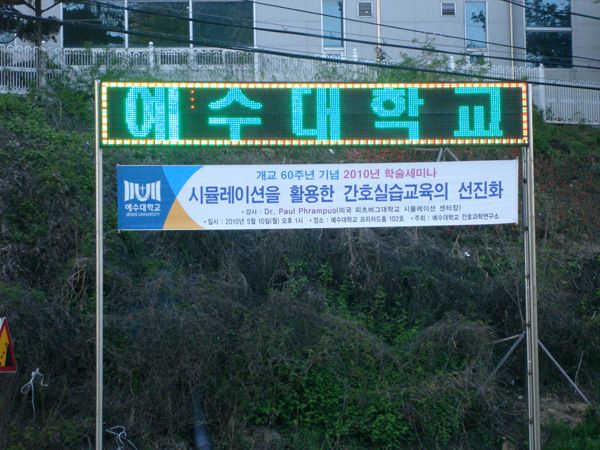 예수대학교
개교 60주년 기념 2010년 학술세미나
시뮬레이션을 활용한 간호실습교육의 선진화
예수대학교
JESUS UNIVERSITY
• 강사 : Dr. Paul Phrampus(미국 피츠버그대학교 시뮬레이션 센터장)
• 일시 : 2010년 5월 10일(월) 오후 1시 • 장소 : 예수대학교 프리차드홀 102호 • 주최 : 예수대학교 간호과학연구소